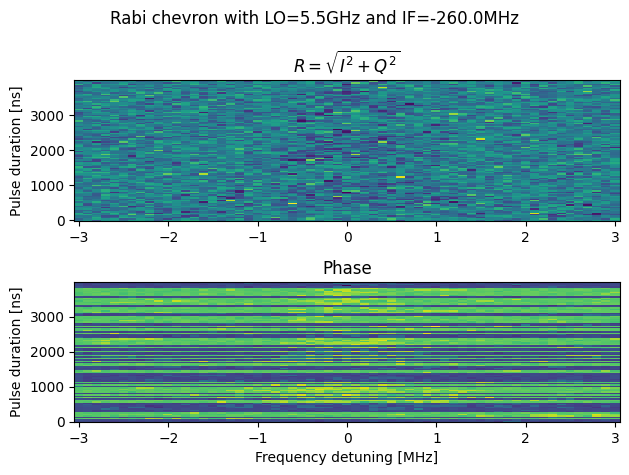 Rabi chevron with LO=5.5GHz and IF=-260.0MHz
R = √I² + Q²
Pulse duration [ns]
3000
2000
1000
0
−3 −2 −1 0 1 2 3
Phase
Pulse duration [ns]
3000
2000
1000
0
−3 −2 −1 0 1 2 3
Frequency detuning [MHz]